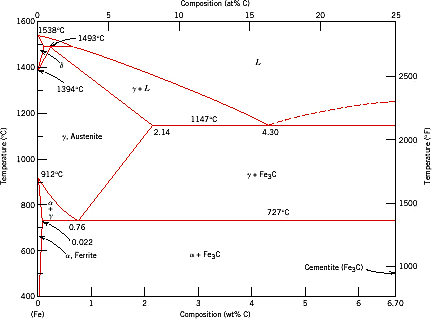 Composition (at% C)
0 5 10 15 20 25
1600
1538°C
1493°C
L
1400
δ
2500
1394°C
γ + L
1200
1147°C
2.14
4.30
γ, Austenite
2000
Temperature (°C)
Temperature (°F)
1000
912°C
γ + Fe3C
800
α
+
γ
1500
727°C
0.76
0.022
600
α, Ferrite
α + Fe3C
Cementite (Fe3C)
1000
400
0 1 2 3 4 5 6 6.70
(Fe)
Composition (wt% C)